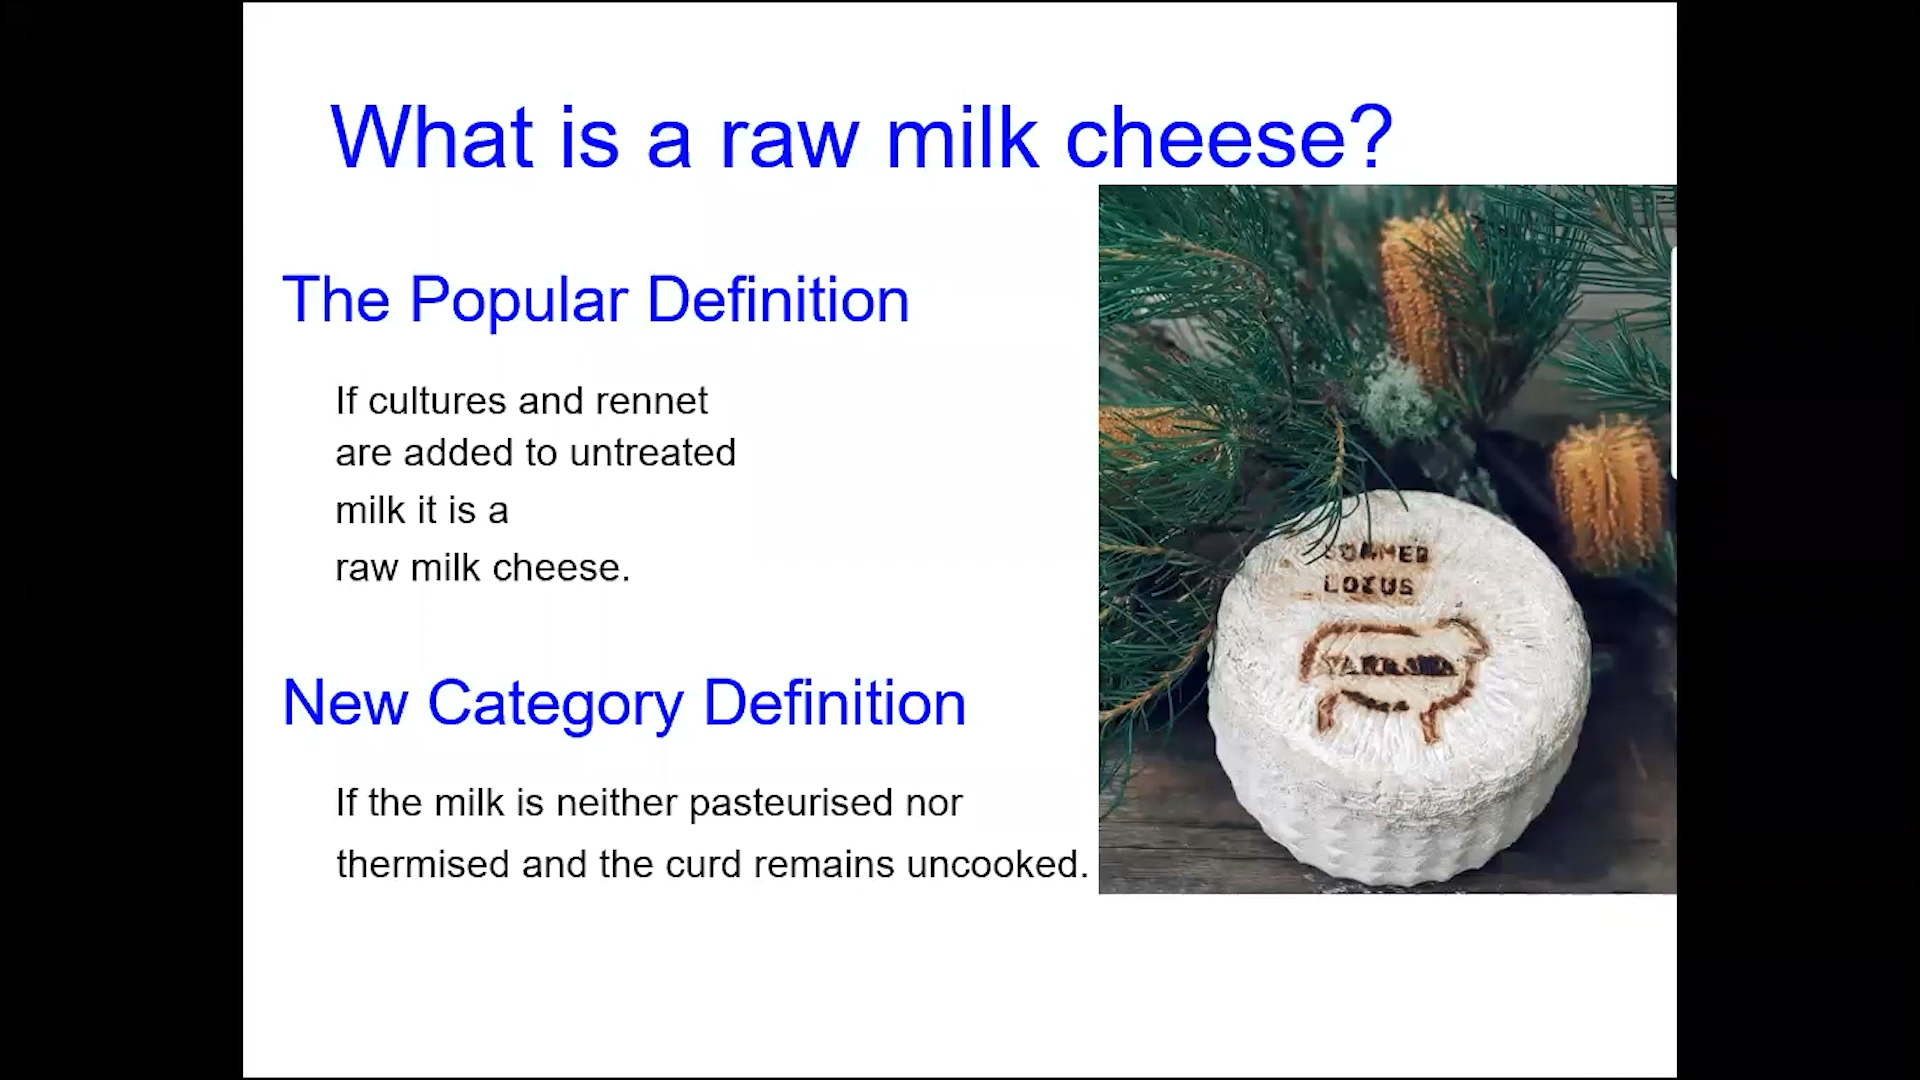 What is a raw milk cheese?
The Popular Definition
If cultures and rennet
are added to untreated
milk it is a
raw milk cheese.
New Category Definition
If the milk is neither pasteurised nor
thermised and the curd remains uncooked.
LOCUS